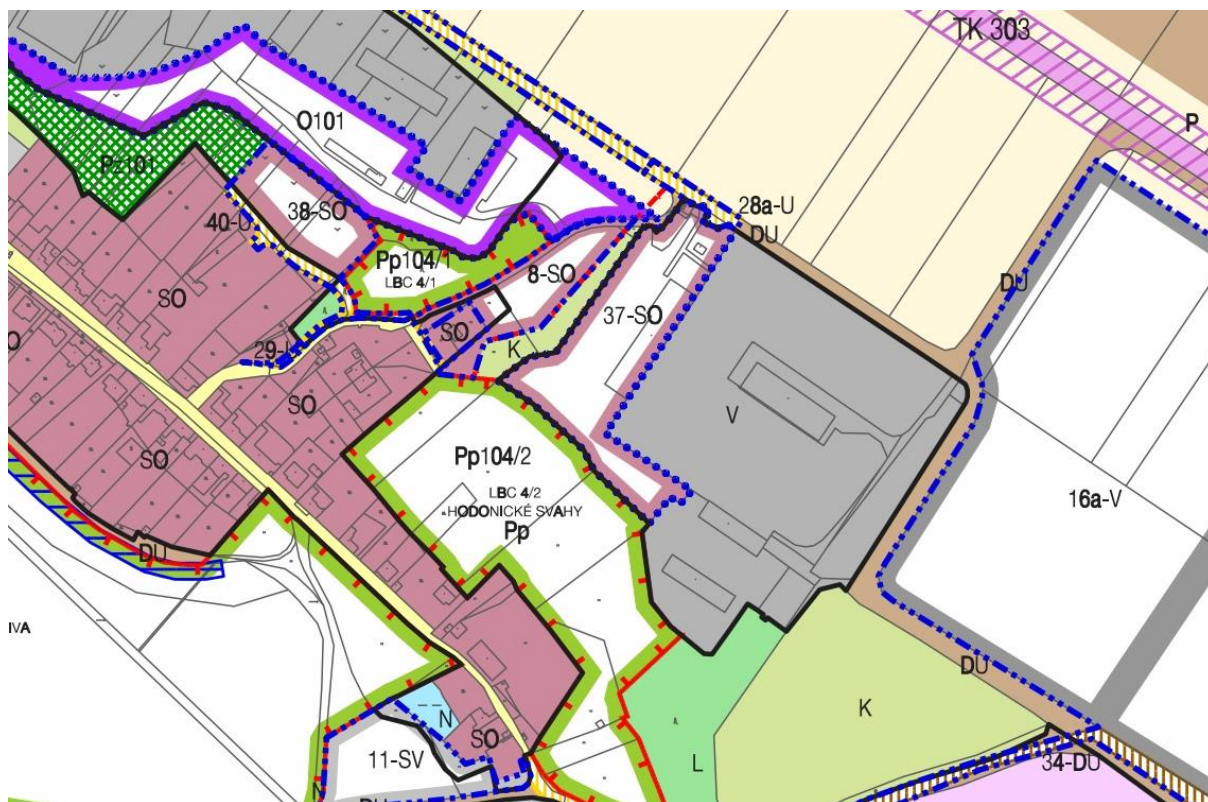 TK 303
P
O101
Pz101
38-SO
40-U
28a-U
DU
Pp104/1
LBC 4/1
8-SO
DU
SO
37-SO
SO
O
29-U
K
SO
V
SO
Pp104/2
LBC 4/2
HODONICKÉ SVAHY
Pp
16a-V
DU
IVA
DU
K
N
SO
11-SV
L
34-DU
N
DU